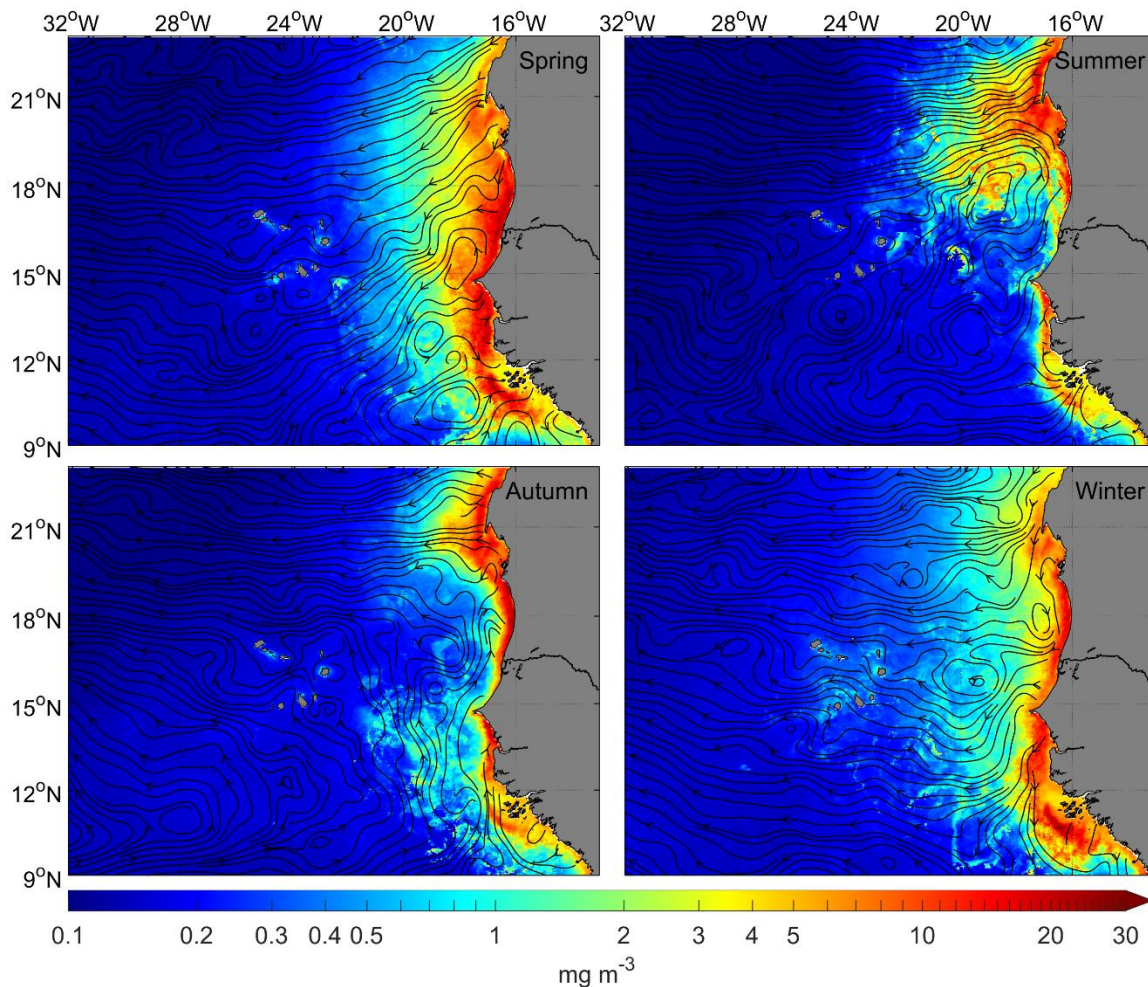 32°W 28°W 24°W 20°W 16°W 32°W 28°W 24°W 20°W 16°W
Spring Summer
21°N
18°N
15°N
12°N
9°N
Autumn Winter
21°N
18°N
15°N
12°N
9°N
0.1 0.2 0.3 0.4 0.5 1 2 3 4 5 10 20 30
mg m⁻³